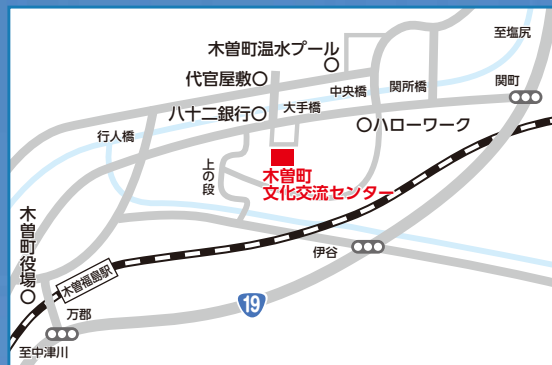 至塩尻
木曽町温水プール
代官屋敷
中央橋
関所橋
関町
八十二銀行
大手橋
ハローワーク
行人橋
上の段
木曽町
文化交流センター
木曽町役場
伊谷
木曽福島駅
19
万郡
至中津川